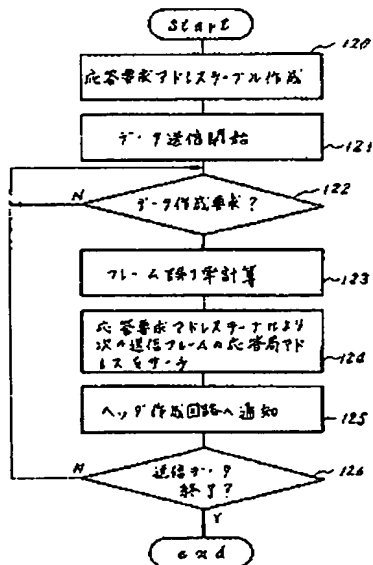 Start
120
応答要求アドレステーブル作成
データ送信開始
121
N
データ作成要求?
122
フレーム誤り率計算
123
応答要求アドレステーブルより
次の送信フレームの応答局アド
レスをサーチ
124
ヘッダ作成回路へ通知
125
N
送信データ
終了?
126
Y
end